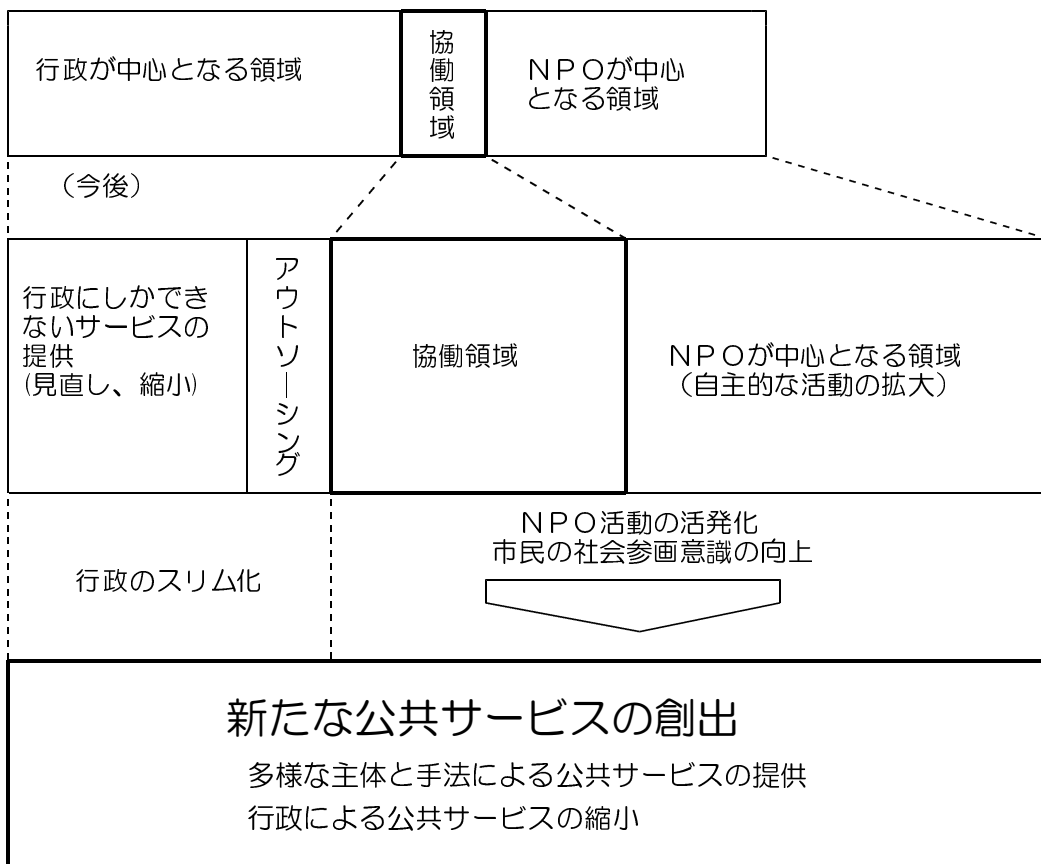 行政が中心となる領域
協働領域
ＮＰＯが中心
となる領域
（今後）
行政にしかでき
ないサービスの
提供
(見直し、縮小)
アウトソーシング
協働領域
ＮＰＯが中心となる領域
（自主的な活動の拡大）
ＮＰＯ活動の活発化
市民の社会参画意識の向上
行政のスリム化
新たな公共サービスの創出
多様な主体と手法による公共サービスの提供
行政による公共サービスの縮小